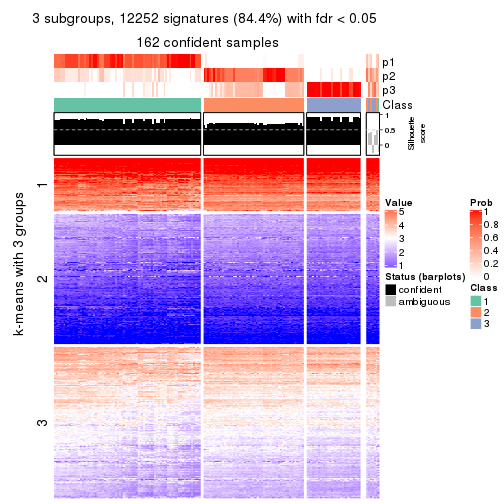 3 subgroups, 12252 signatures (84.4%) with fdr < 0.05
162 confident samples
p1
p2
p3
Class
1
0.5
0
Silhouette
score
k-means with 3 groups
1
2
3
Value
5
4
3
2
1
Status (barplots)
confident
ambiguous
Prob
1
0.8
0.6
0.4
0.2
0
Class
1
2
3